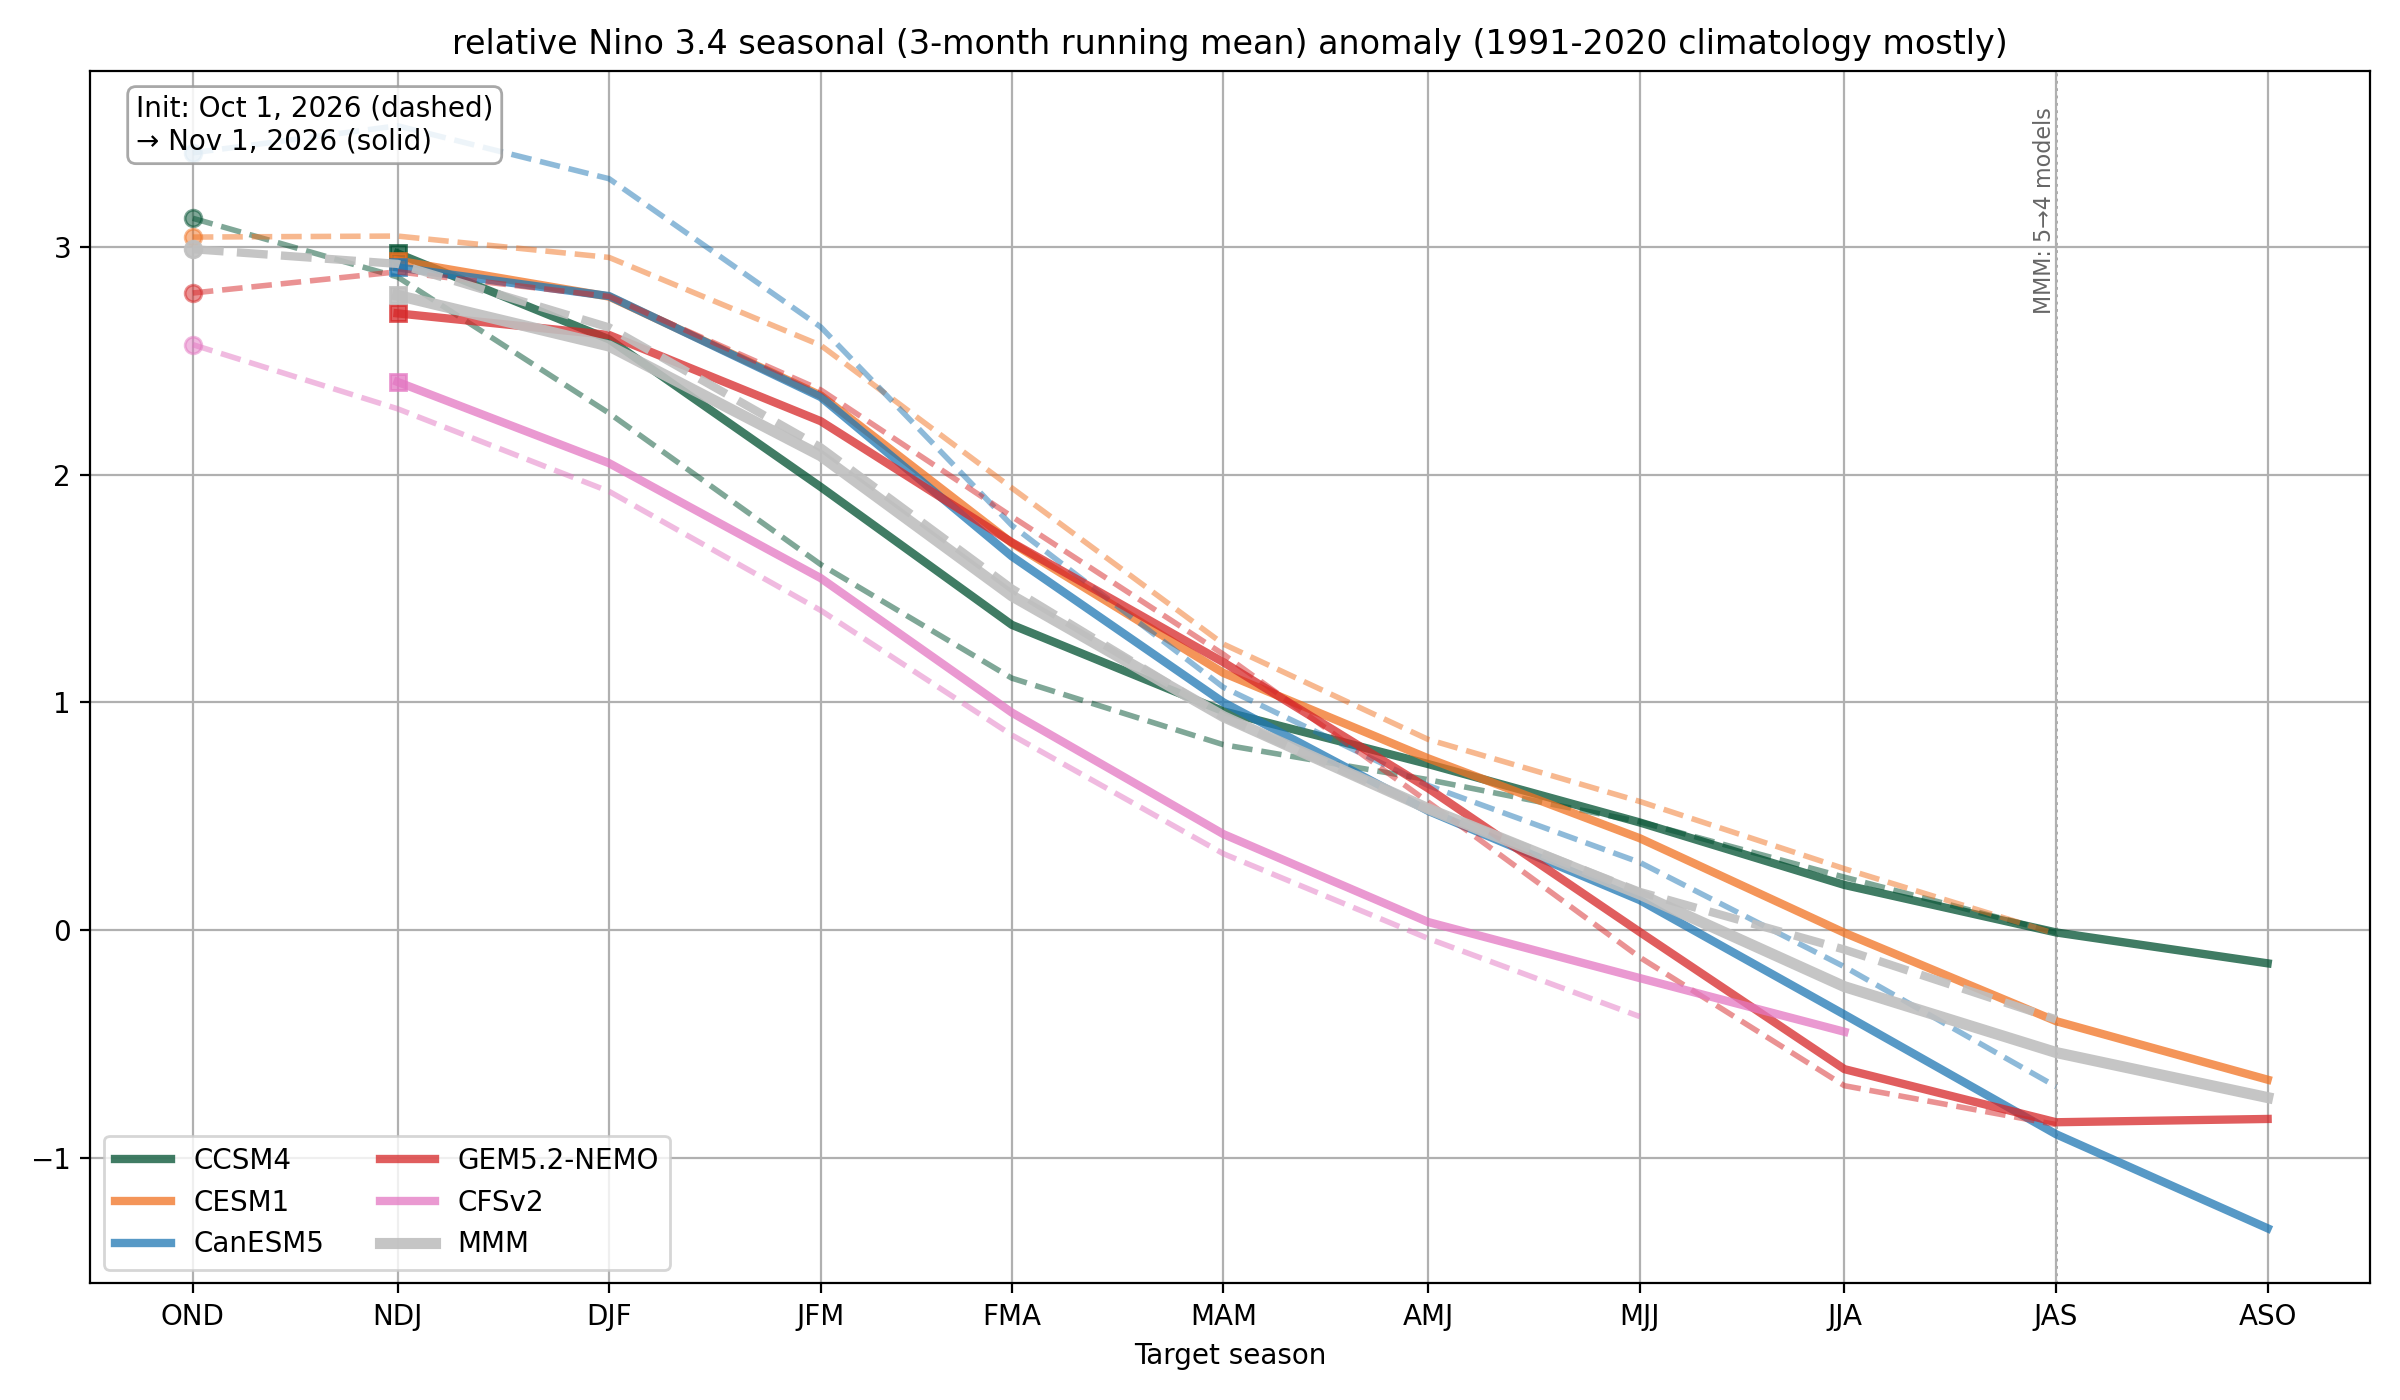 relative Nino 3.4 seasonal (3-month running mean) anomaly (1991-2020 climatology mostly)
Init: Oct 1, 2026 (dashed)
→ Nov 1, 2026 (solid)
MMM: 5→4 models
3
2
1
0
−1
CCSM4
CESM1
CanESM5
GEM5.2-NEMO
CFSv2
MMM
OND NDJ DJF JFM FMA MAM AMJ MJJ JJA JAS ASO
Target season